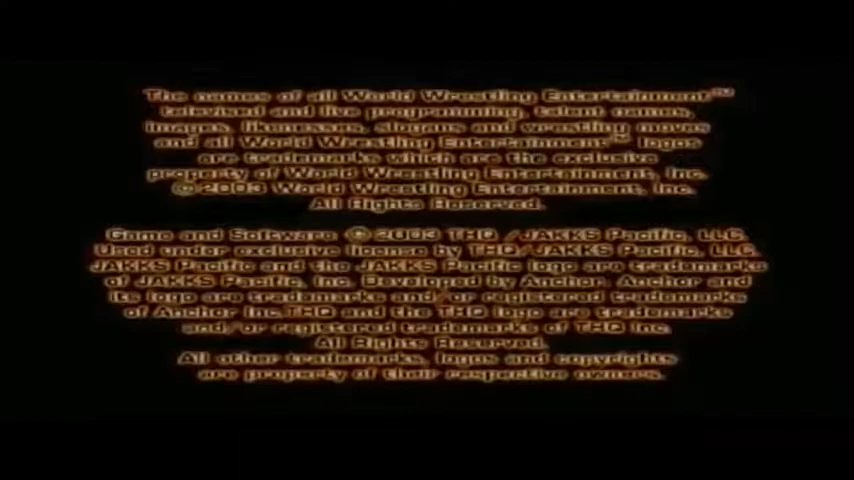 The names of all World Wrestling Entertainment™
televised and live programming, talent names,
images, likenesses, slogans and wrestling moves
and all World Wrestling Entertainment™ logos
are trademarks which are the exclusive
property of World Wrestling Entertainment, Inc.
© 2003 World Wrestling Entertainment, Inc.
All Rights Reserved.
Game and Software © 2003 THQ /JAKKS Pacific, LLC.
Used under exclusive license by THQ/JAKKS Pacific, LLC.
JAKKS Pacific and the JAKKS Pacific logo are trademarks
of JAKKS Pacific, Inc. Developed by Anchor. Anchor and
its logo are trademarks and/or registered trademarks
of Anchor Inc.THQ and the THQ logo are trademarks
and/or registered trademarks of THQ Inc.
All Rights Reserved.
All other trademarks, logos and copyrights
are property of their respective owners.